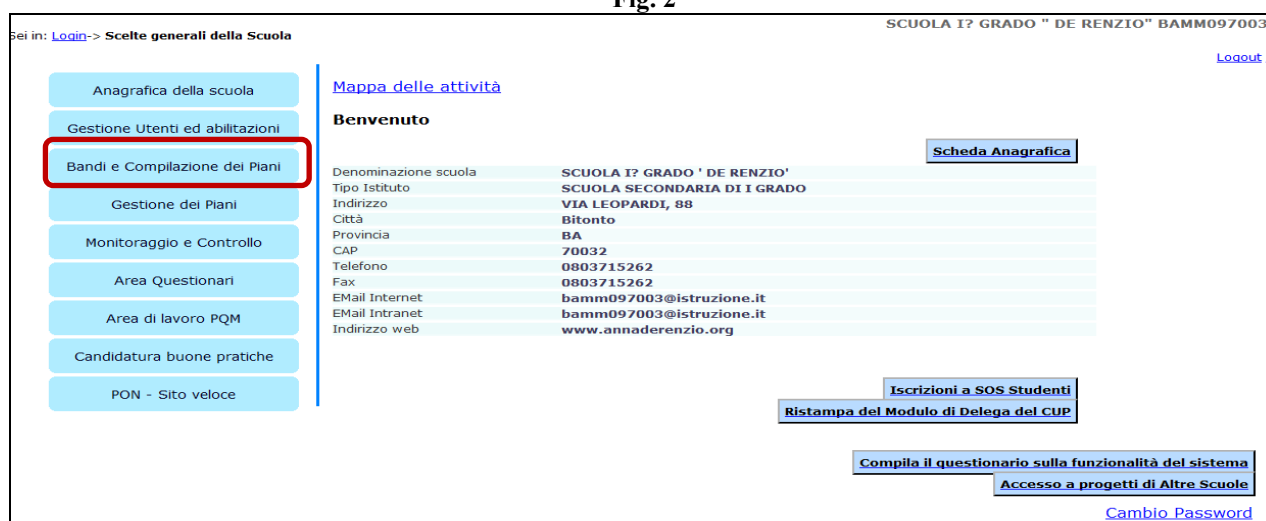 Fig. 2
SCUOLA I? GRADO " DE RENZIO" BAMM097003
Sei in: Login-> Scelte generali della Scuola
Logout
Anagrafica della scuola
Gestione Utenti ed abilitazioni
Bandi e Compilazione dei Piani
Gestione dei Piani
Monitoraggio e Controllo
Area Questionari
Area di lavoro PQM
Candidatura buone pratiche
PON - Sito veloce
Mappa delle attività
Benvenuto
Scheda Anagrafica
Denominazione scuola SCUOLA I? GRADO ' DE RENZIO'
Tipo Istituto SCUOLA SECONDARIA DI I GRADO
Indirizzo VIA LEOPARDI, 88
Città Bitonto
Provincia BA
CAP 70032
Telefono 0803715262
Fax 0803715262
EMail Internet bamm097003@istruzione.it
EMail Intranet bamm097003@istruzione.it
Indirizzo web www.annaderenzio.org
Iscrizioni a SOS Studenti
Ristampa del Modulo di Delega del CUP
Compila il questionario sulla funzionalità del sistema
Accesso a progetti di Altre Scuole
Cambio Password